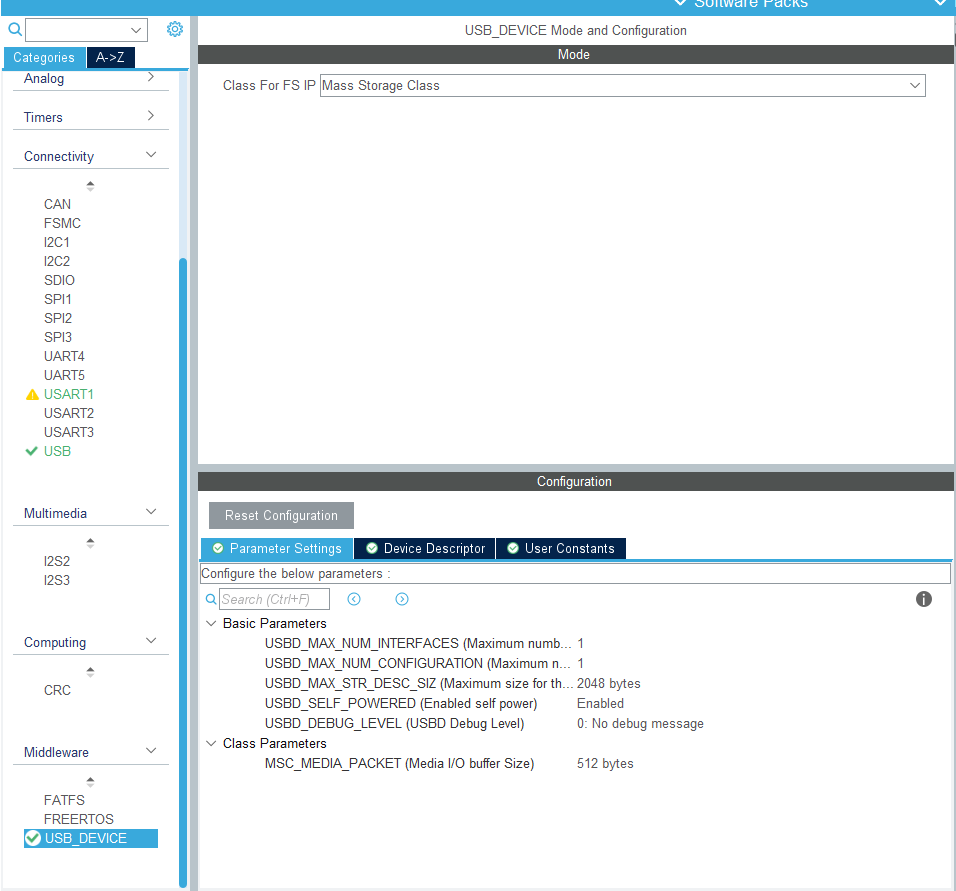 Software Packs
USB_DEVICE Mode and Configuration
Categories
A->Z
Mode
Analog
Class For FS IP
Mass Storage Class
Timers
Connectivity
CAN
FSMC
I2C1
I2C2
SDIO
SPI1
SPI2
SPI3
UART4
UART5
USART1
USART2
USART3
USB
Multimedia
I2S2
I2S3
Computing
CRC
Middleware
FATFS
FREERTOS
USB_DEVICE
Configuration
Reset Configuration
Parameter Settings
Device Descriptor
User Constants
Configure the below parameters :
Search (Ctrl+F)
Basic Parameters
USBD_MAX_NUM_INTERFACES (Maximum numb... 1
USBD_MAX_NUM_CONFIGURATION (Maximum n... 1
USBD_MAX_STR_DESC_SIZ (Maximum size for th... 2048 bytes
USBD_SELF_POWERED (Enabled self power) Enabled
USBD_DEBUG_LEVEL (USBD Debug Level) 0: No debug message
Class Parameters
MSC_MEDIA_PACKET (Media I/O buffer Size) 512 bytes